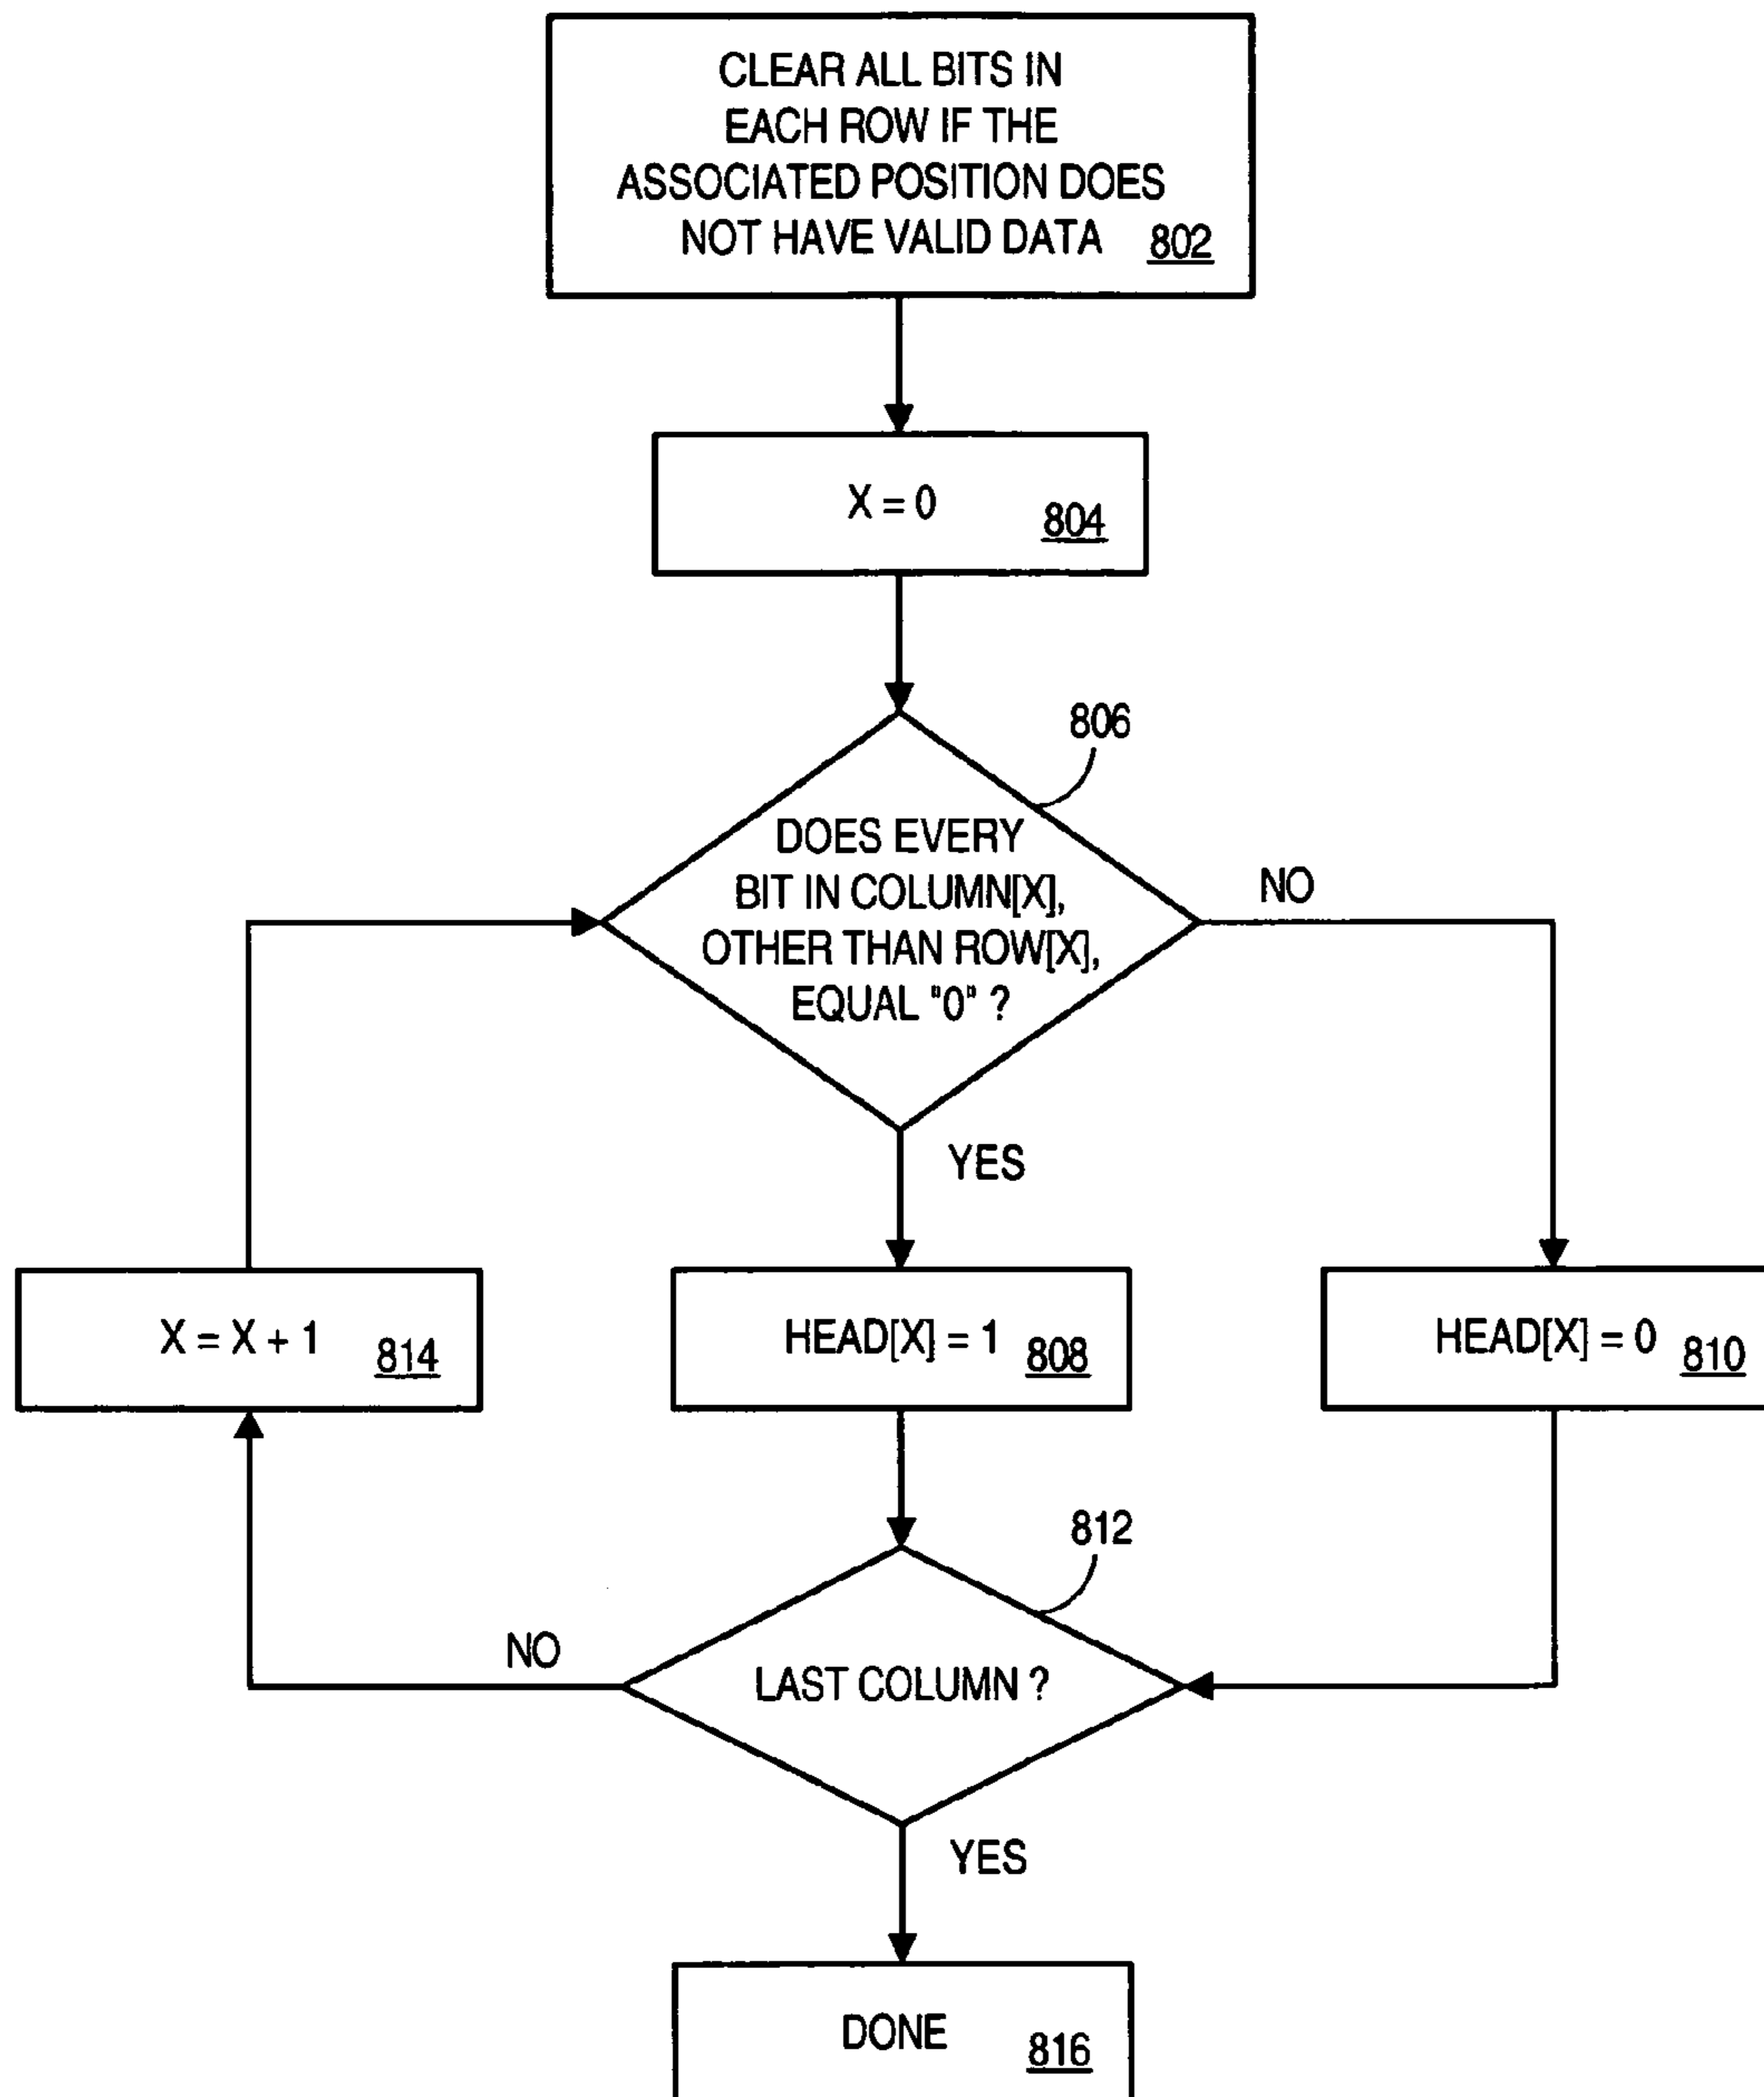 CLEAR ALL BITS IN
EACH ROW IF THE
ASSOCIATED POSITION DOES
NOT HAVE VALID DATA 802
X = 0 804
806
DOES EVERY
BIT IN COLUMN[X],
OTHER THAN ROW[X],
EQUAL "0" ?
NO
YES
X = X + 1 814
HEAD[X] = 1 808
HEAD[X] = 0 810
812
NO
LAST COLUMN ?
YES
DONE 816